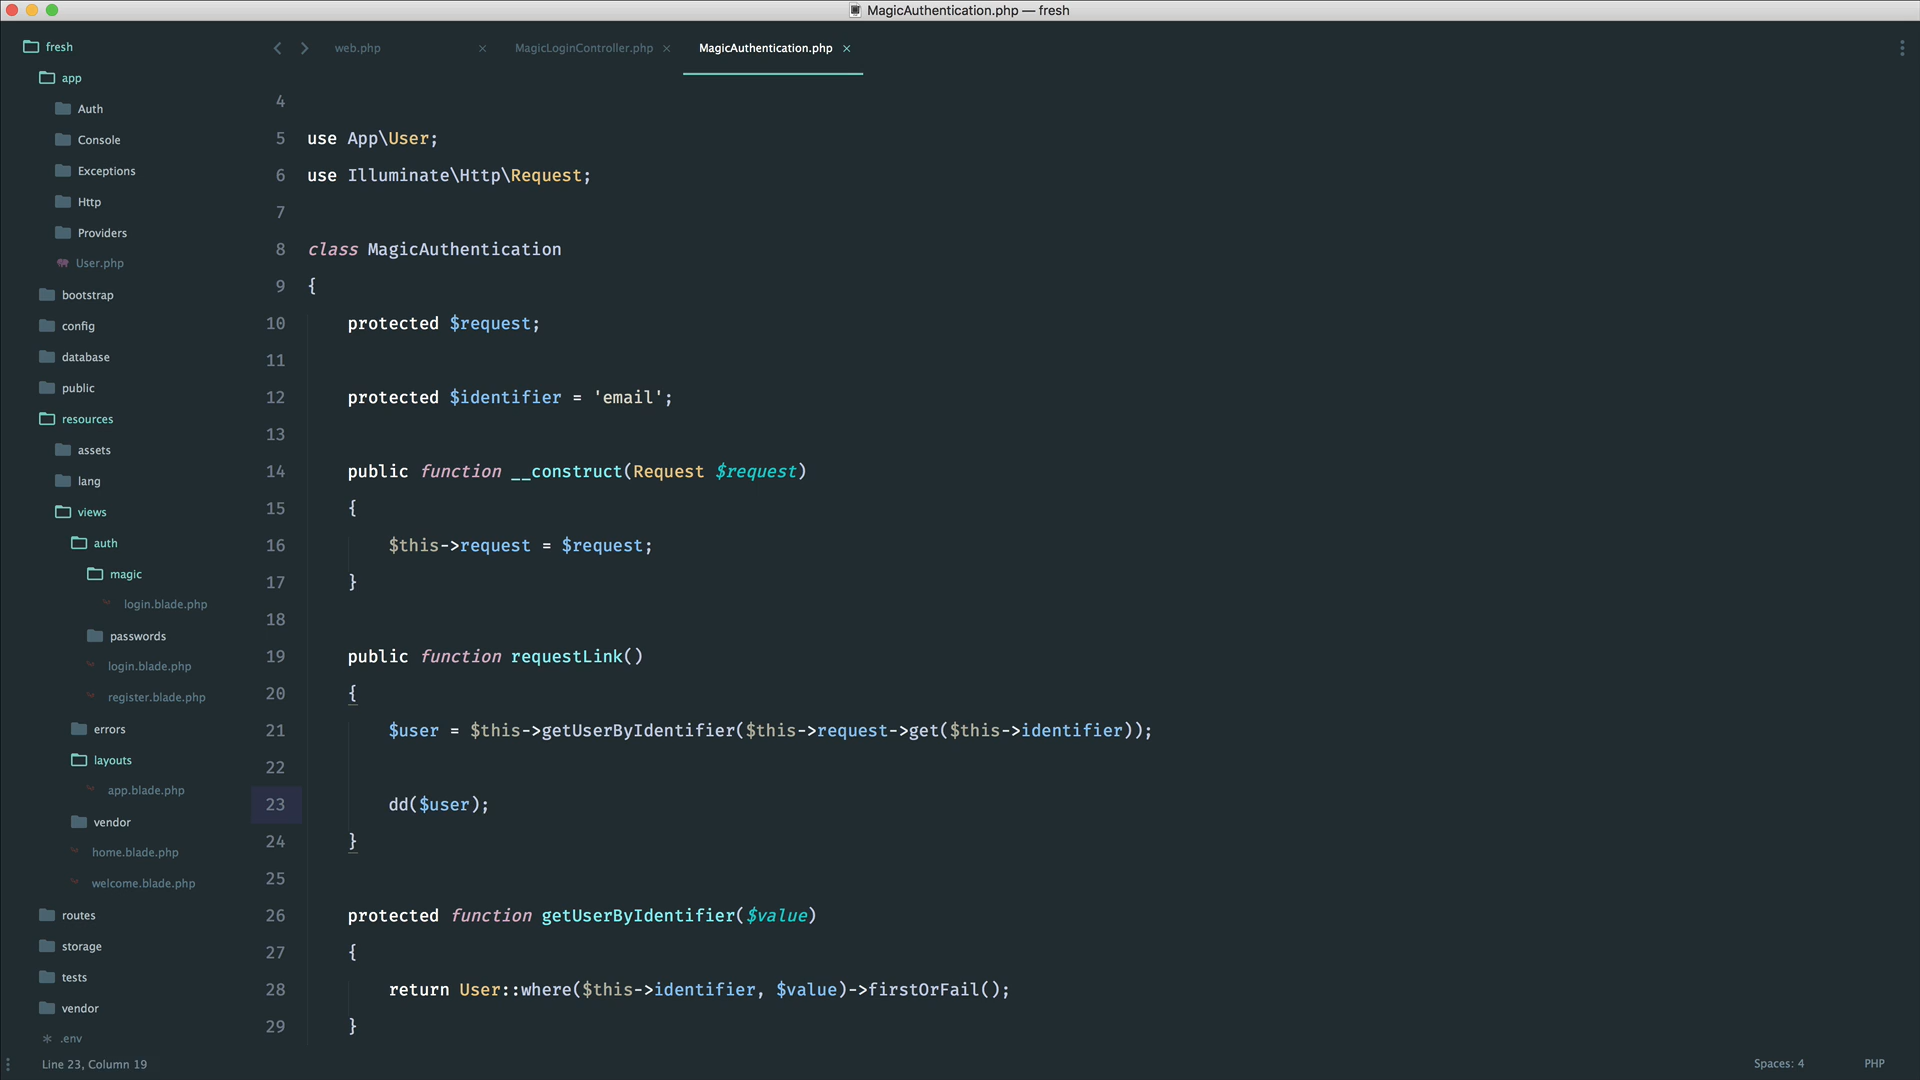 MagicAuthentication.php — fresh
fresh
app
Auth
Console
Exceptions
Http
Providers
User.php
bootstrap
config
database
public
resources
assets
lang
views
auth
magic
login.blade.php
passwords
login.blade.php
register.blade.php
errors
layouts
app.blade.php
vendor
home.blade.php
welcome.blade.php
routes
storage
tests
vendor
.env
web.php
MagicLoginController.php
MagicAuthentication.php
4
5 use App\User;
6 use Illuminate\Http\Request;
7
8 class MagicAuthentication
9 {
10 protected $request;
11
12 protected $identifier = 'email';
13
14 public function __construct(Request $request)
15 {
16 $this->request = $request;
17 }
18
19 public function requestLink()
20 {
21 $user = $this->getUserByIdentifier($this->request->get($this->identifier));
22
23 dd($user);
24 }
25
26 protected function getUserByIdentifier($value)
27 {
28 return User::where($this->identifier, $value)->firstOrFail();
29 }
Line 23, Column 19
Spaces: 4
PHP